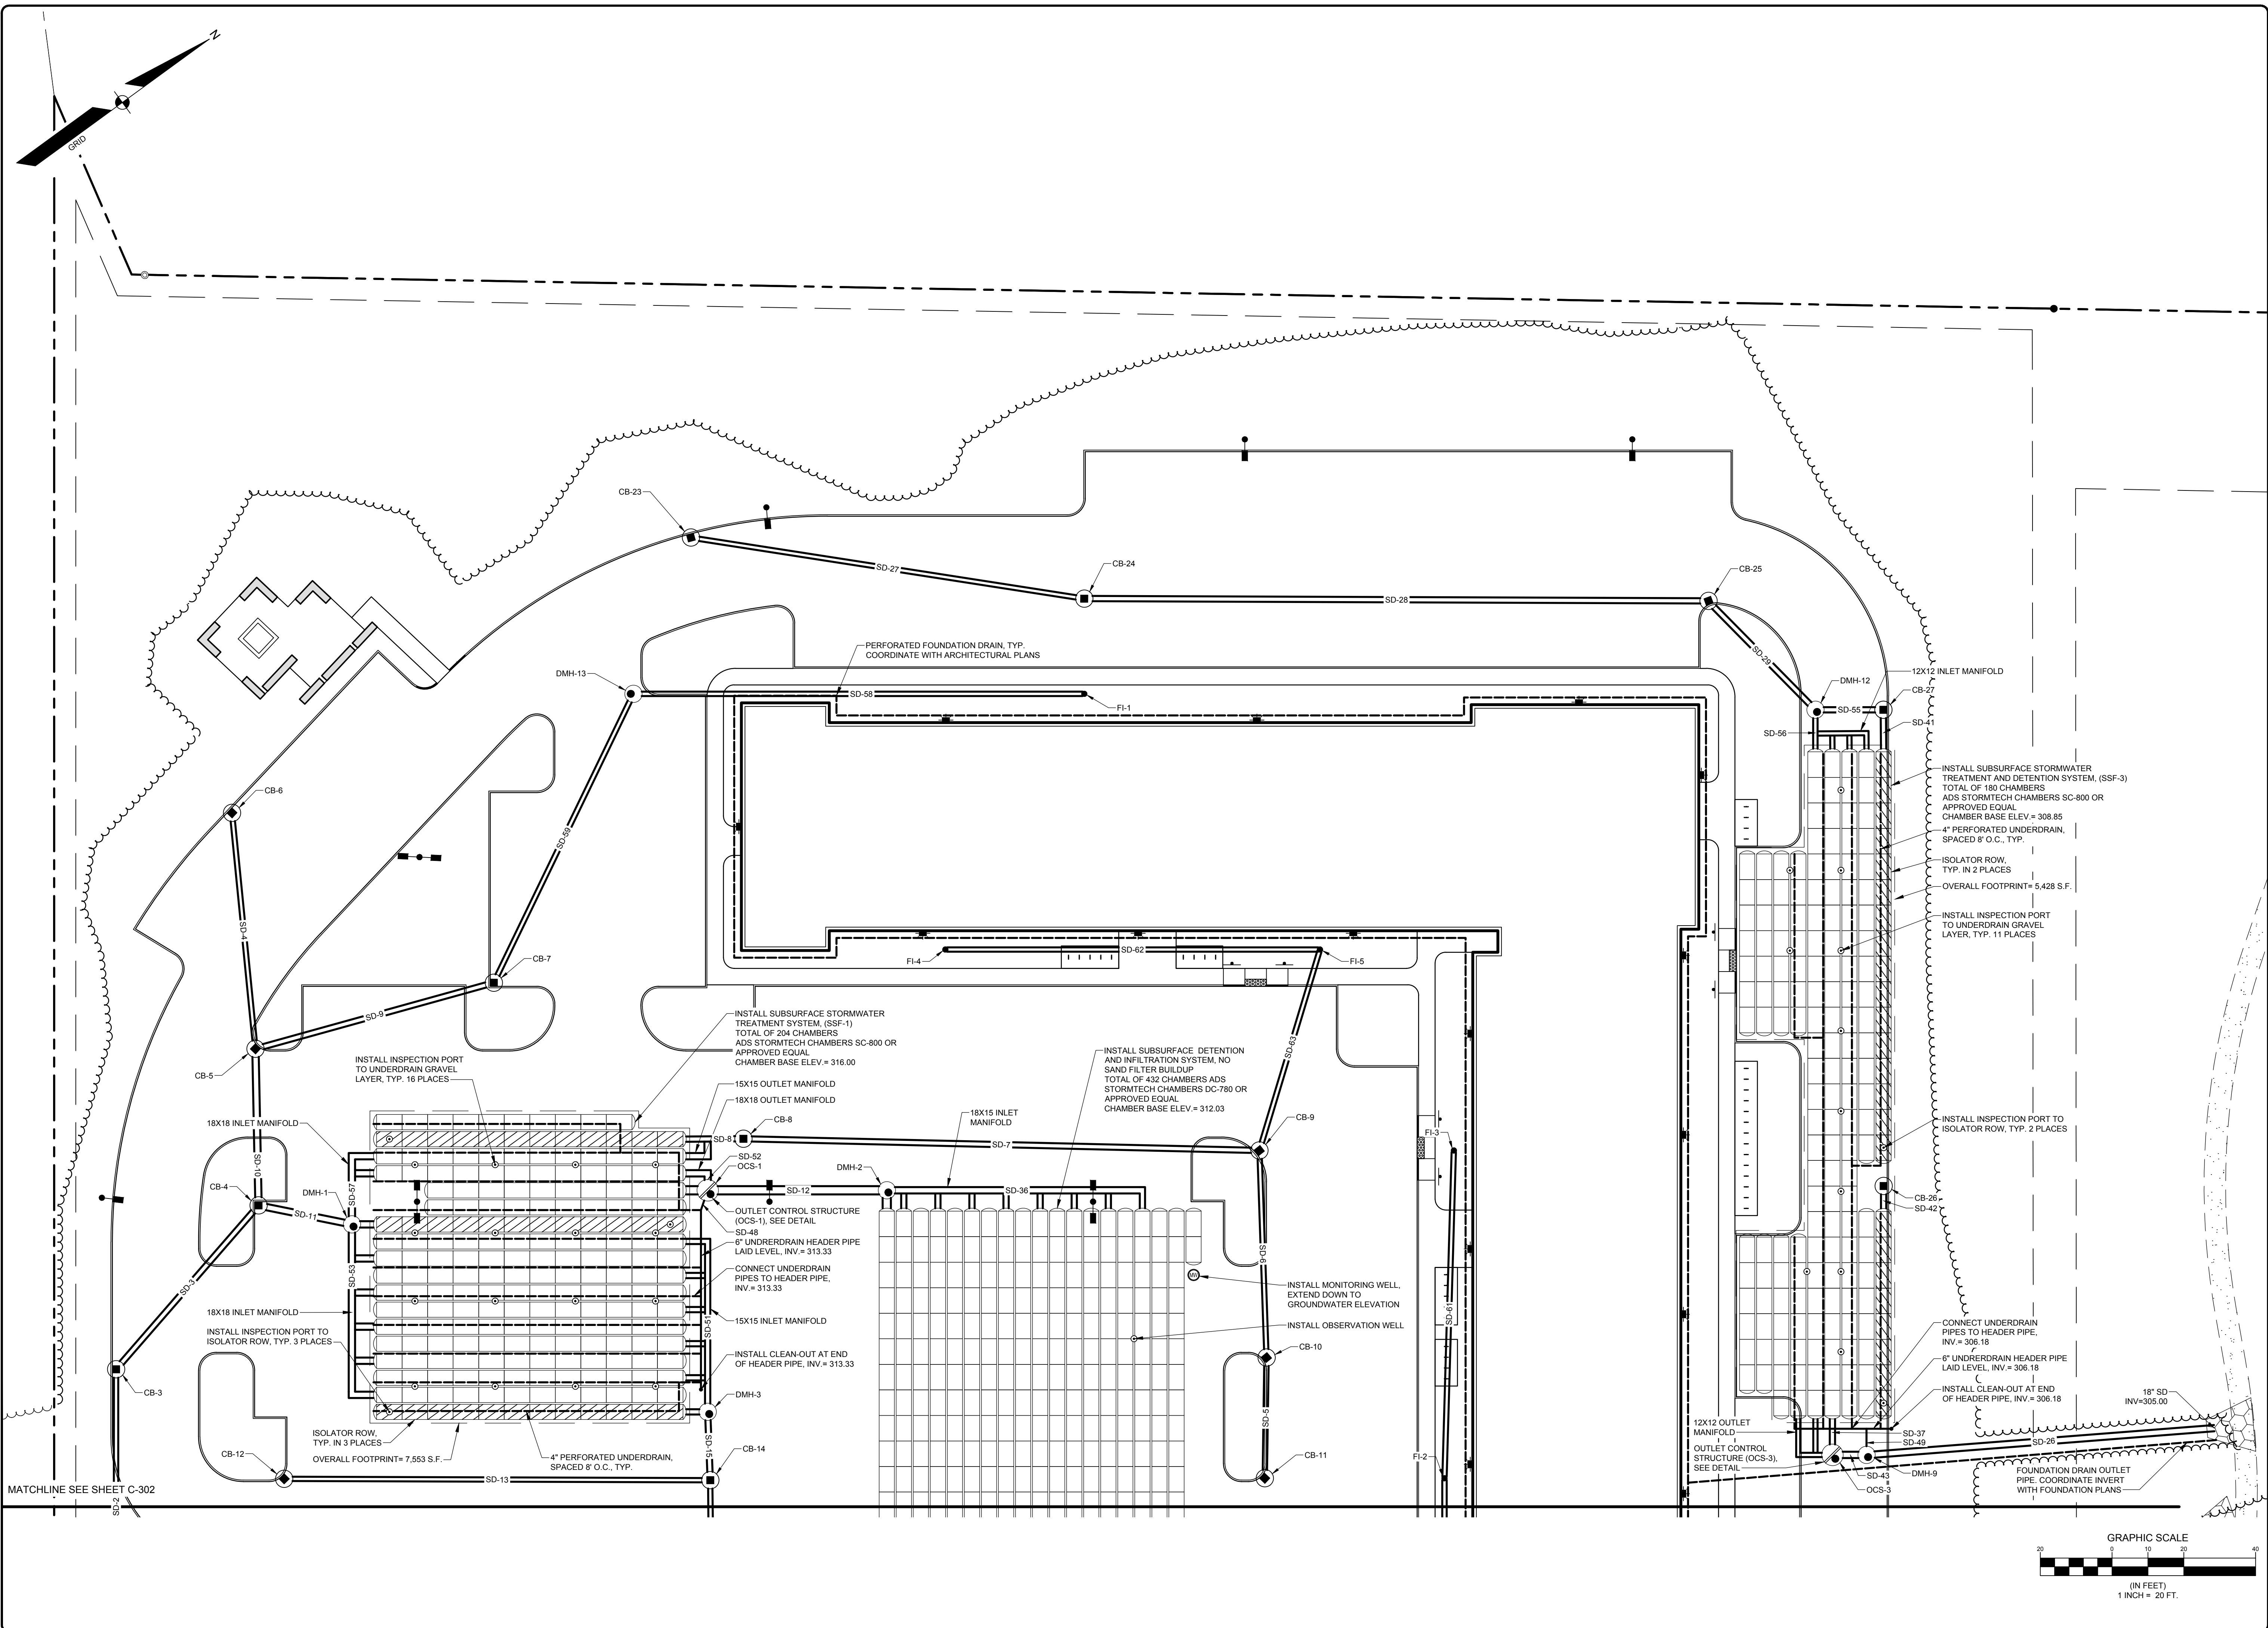 N
GRID
CB-23
SD-27
CB-24
SD-28
CB-25
SD-29
PERFORATED FOUNDATION DRAIN, TYP.
COORDINATE WITH ARCHITECTURAL PLANS
DMH-13
SD-58
FI-1
12X12 INLET MANIFOLD
DMH-12
CB-27
SD-55
SD-41
SD-56
INSTALL SUBSURFACE STORMWATER
TREATMENT AND DETENTION SYSTEM, (SSF-3)
TOTAL OF 180 CHAMBERS
ADS STORMTECH CHAMBERS SC-800 OR
APPROVED EQUAL
CHAMBER BASE ELEV.= 308.85
4" PERFORATED UNDERDRAIN,
SPACED 8' O.C., TYP.
ISOLATOR ROW,
TYP. IN 2 PLACES
OVERALL FOOTPRINT= 5,428 S.F.
INSTALL INSPECTION PORT
TO UNDERDRAIN GRAVEL
LAYER, TYP. 11 PLACES
CB-6
SD-59
SD-4
CB-7
SD-9
CB-5
SD-62
FI-4
FI-5
SD-63
INSTALL SUBSURFACE STORMWATER
TREATMENT SYSTEM, (SSF-1)
TOTAL OF 204 CHAMBERS
ADS STORMTECH CHAMBERS SC-800 OR
APPROVED EQUAL
CHAMBER BASE ELEV.= 316.00
INSTALL INSPECTION PORT
TO UNDERDRAIN GRAVEL
LAYER, TYP. 16 PLACES
INSTALL SUBSURFACE DETENTION
AND INFILTRATION SYSTEM, NO
SAND FILTER BUILDUP
TOTAL OF 432 CHAMBERS ADS
STORMTECH CHAMBERS DC-780 OR
APPROVED EQUAL
CHAMBER BASE ELEV.= 312.03
15X15 OUTLET MANIFOLD
18X18 OUTLET MANIFOLD
18X15 INLET
MANIFOLD
18X18 INLET MANIFOLD
CB-8
SD-8
SD-7
CB-9
FI-3
INSTALL INSPECTION PORT TO
ISOLATOR ROW, TYP. 2 PLACES
SD-10
SD-52
OCS-1
DMH-2
CB-4
DMH-1
SD-57
SD-11
SD-12
SD-36
CB-26
SD-42
OUTLET CONTROL STRUCTURE
(OCS-1), SEE DETAIL
SD-48
6" UNDRERDRAIN HEADER PIPE
LAID LEVEL, INV.= 313.33
CONNECT UNDERDRAIN
PIPES TO HEADER PIPE,
INV.= 313.33
SD-6
SD-53
SD-3
MW
INSTALL MONITORING WELL,
EXTEND DOWN TO
GROUNDWATER ELEVATION
INSTALL OBSERVATION WELL
18X18 INLET MANIFOLD
15X15 INLET MANIFOLD
SD-51
SD-61
INSTALL INSPECTION PORT TO
ISOLATOR ROW, TYP. 3 PLACES
CB-10
INSTALL CLEAN-OUT AT END
OF HEADER PIPE, INV.= 313.33
CONNECT UNDERDRAIN
PIPES TO HEADER PIPE,
INV.= 306.18
6" UNDRERDRAIN HEADER PIPE
LAID LEVEL, INV.= 306.18
INSTALL CLEAN-OUT AT END
OF HEADER PIPE, INV.= 306.18
18" SD
INV=305.00
CB-3
DMH-3
SD-5
12X12 OUTLET
MANIFOLD
OUTLET CONTROL
STRUCTURE (OCS-3),
SEE DETAIL
SD-37
SD-49
SD-26
ISOLATOR ROW,
TYP. IN 3 PLACES
OVERALL FOOTPRINT= 7,553 S.F.
4" PERFORATED UNDERDRAIN,
SPACED 8' O.C., TYP.
SD-15
CB-12
CB-14
SD-13
CB-11
FI-2
SD-43
DMH-9
OCS-3
FOUNDATION DRAIN OUTLET
PIPE. COORDINATE INVERT
WITH FOUNDATION PLANS
MATCHLINE SEE SHEET C-302
SD-2
GRAPHIC SCALE
20 0 10 20 40
(IN FEET)
1 INCH = 20 FT.